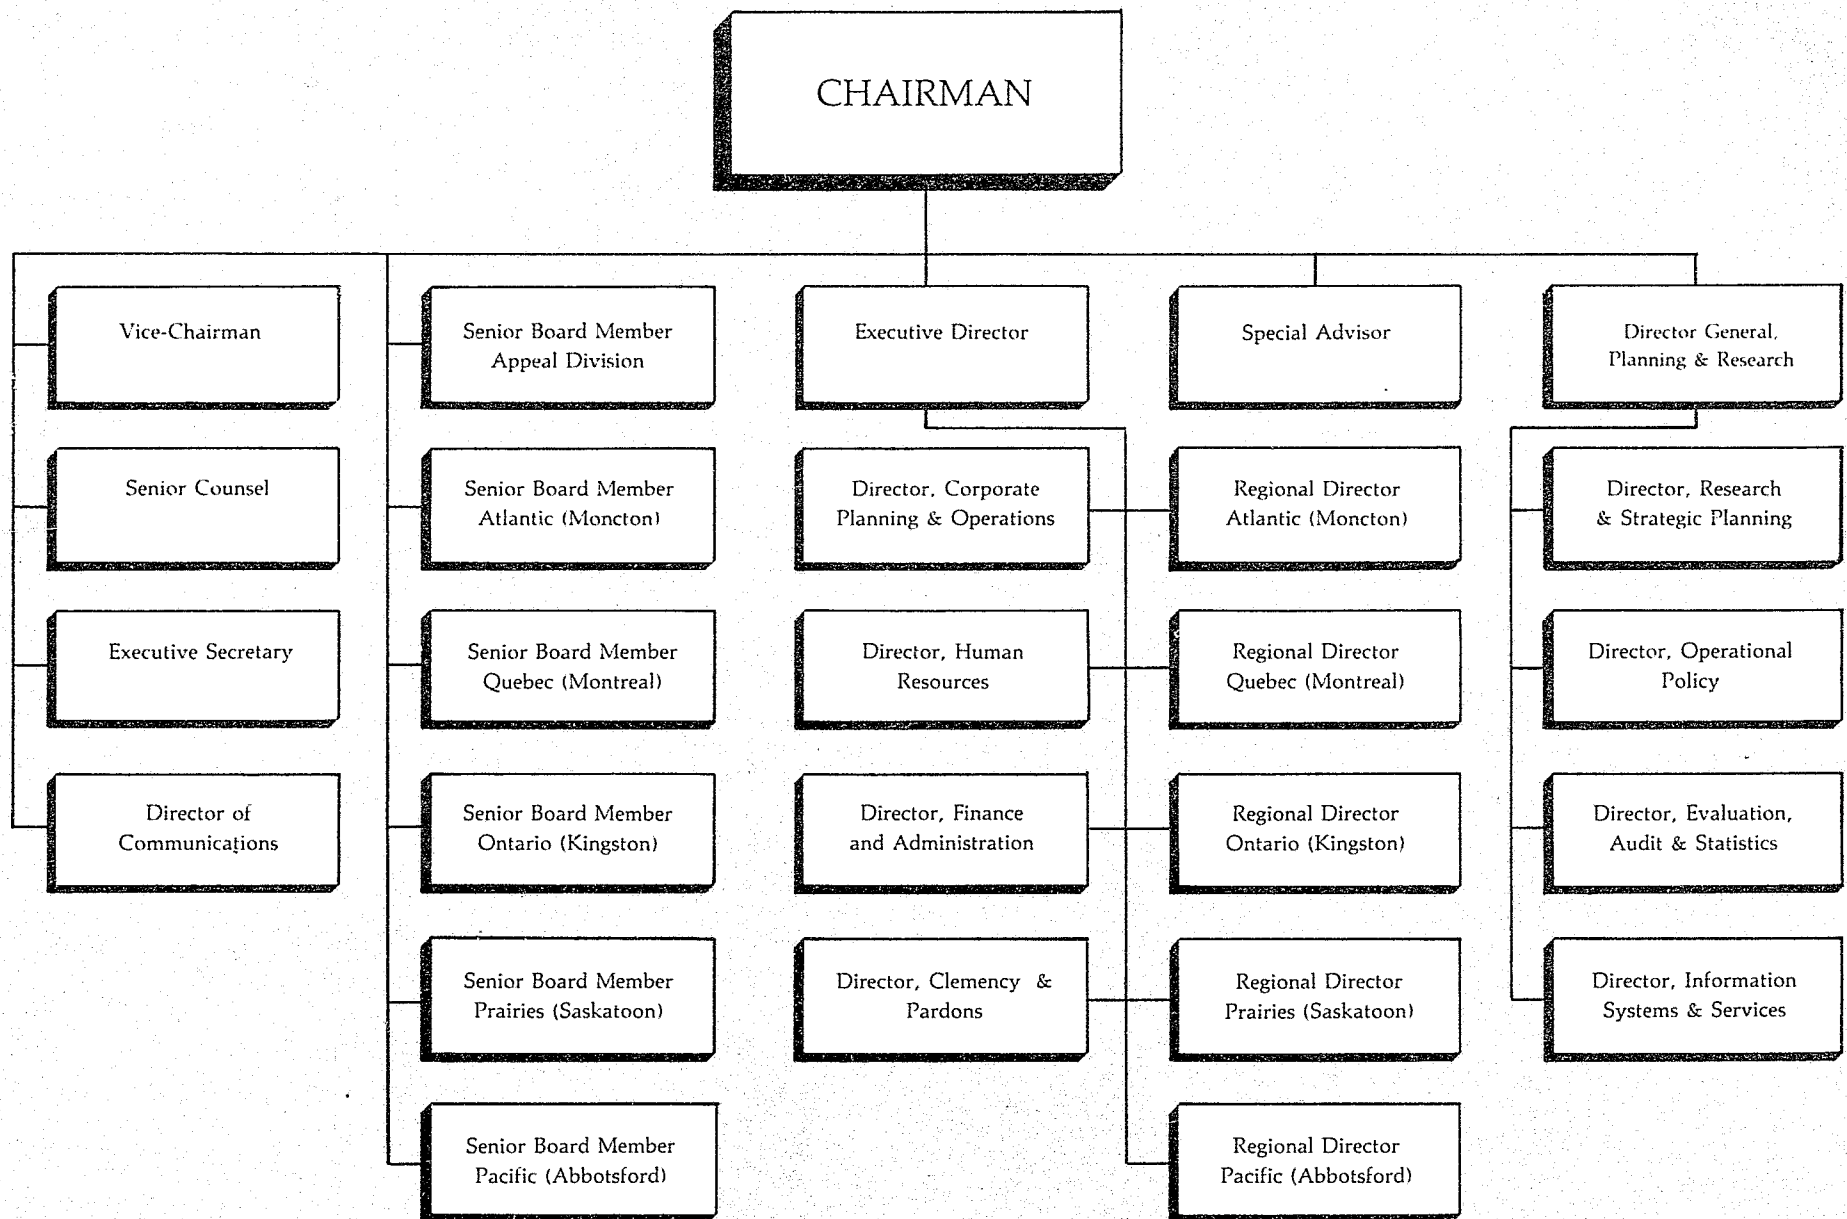 CHAIRMAN
Vice-Chairman
Senior Counsel
Executive Secretary
Director of
Communications
Senior Board Member
Appeal Division
Senior Board Member
Atlantic (Moncton)
Senior Board Member
Quebec (Montreal)
Senior Board Member
Ontario (Kingston)
Senior Board Member
Prairies (Saskatoon)
Senior Board Member
Pacific (Abbotsford)
Executive Director
Director, Corporate
Planning & Operations
Director, Human
Resources
Director, Finance
and Administration
Director, Clemency &
Pardons
Special Advisor
Regional Director
Atlantic (Moncton)
Regional Director
Quebec (Montreal)
Regional Director
Ontario (Kingston)
Regional Director
Prairies (Saskatoon)
Regional Director
Pacific (Abbotsford)
Director General,
Planning & Research
Director, Research
& Strategic Planning
Director, Operational
Policy
Director, Evaluation,
Audit & Statistics
Director, Information
Systems & Services